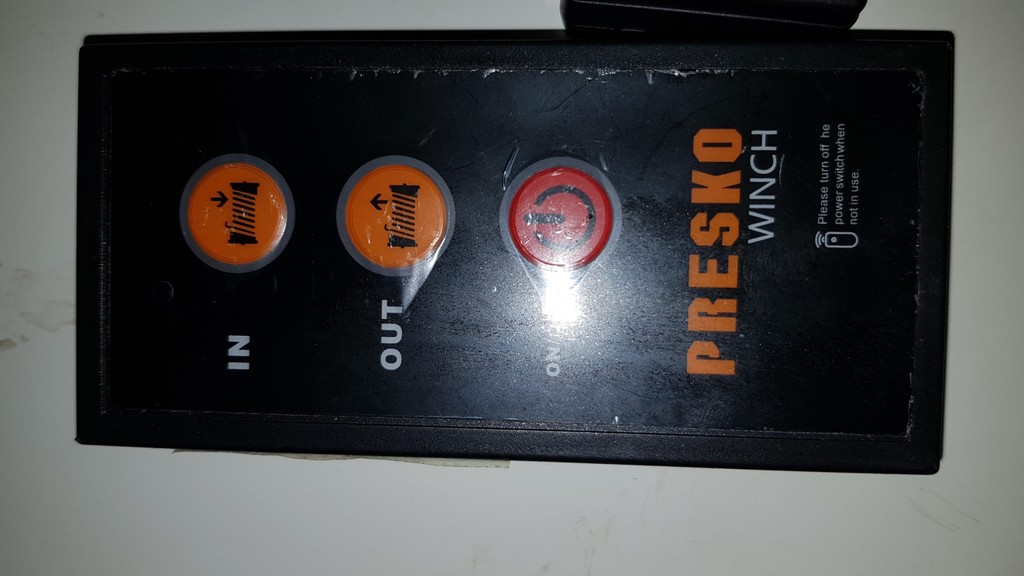 PRESKO
WINCH
Please turn off he
power switch when
not in use.
ON/
OUT
IN